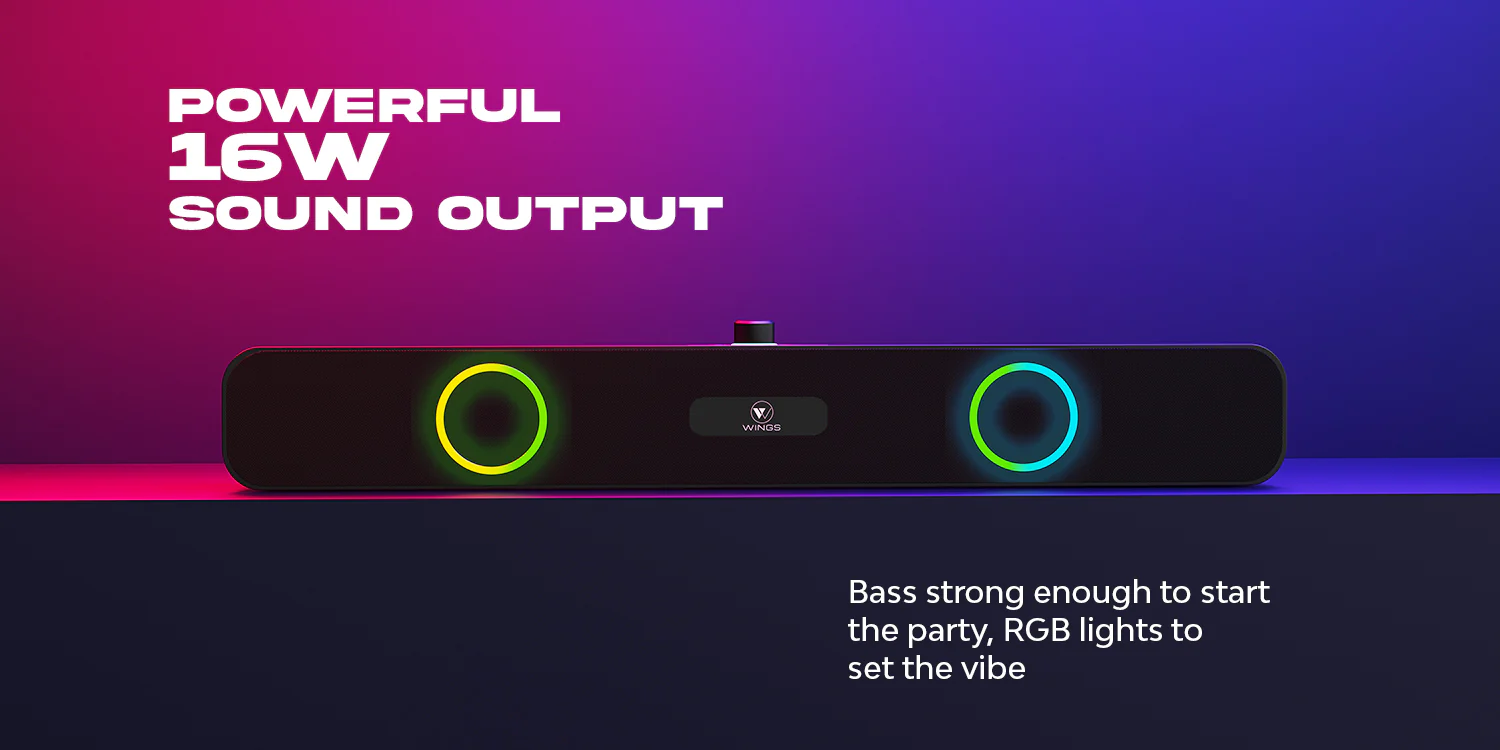 POWERFUL
16W
SOUND OUTPUT
WINGS
Bass strong enough to start
the party, RGB lights to
set the vibe